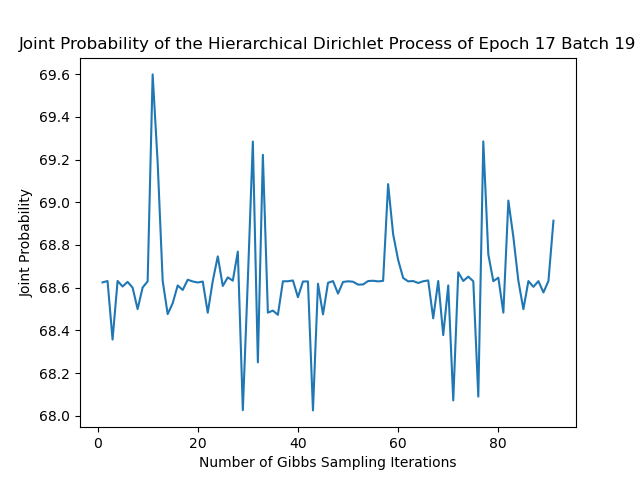 Joint Probability of the Hierarchical Dirichlet Process of Epoch 17 Batch 19
69.6
69.4
69.2
69.0
68.8
68.6
68.4
68.2
68.0
Joint Probability
0 20 40 60 80
Number of Gibbs Sampling Iterations